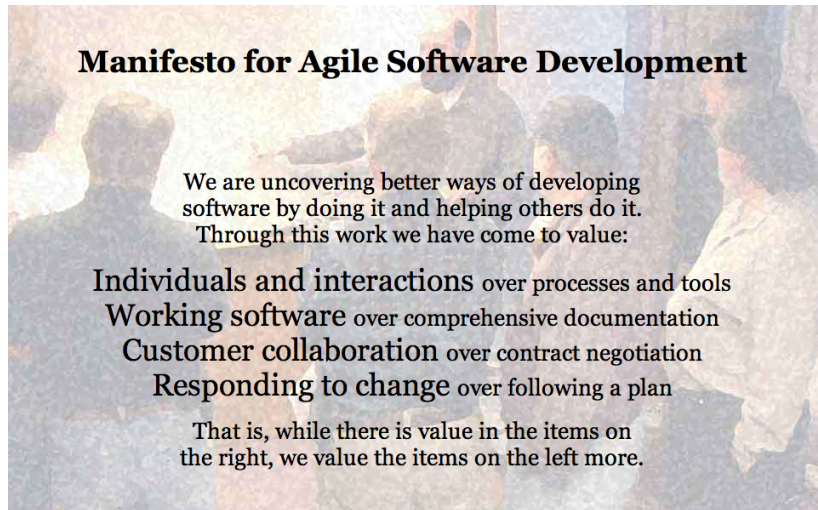 Manifesto for Agile Software Development
We are uncovering better ways of developing
software by doing it and helping others do it.
Through this work we have come to value:
Individuals and interactions over processes and tools
Working software over comprehensive documentation
Customer collaboration over contract negotiation
Responding to change over following a plan
That is, while there is value in the items on
the right, we value the items on the left more.